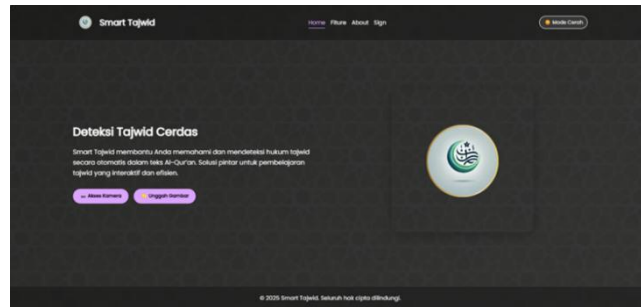 Smart Tajwid
Home Fiture About Sign
Mode Cerah
Deteksi Tajwid Cerdas
Smart Tajwid membantu Anda memahami dan mendeteksi hukum tajwid
secara otomatis dalam teks Al-Qur'an. Solusi pintar untuk pembelajaran
tajwid yang interaktif dan efisien.
Akses Kamera
Unggah Gambar
© 2025 Smart Tajwid. Seluruh hak cipta dilindungi.